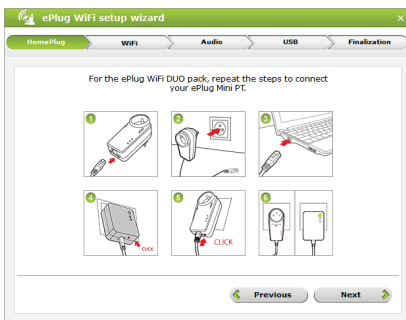 ePlug WiFi setup wizard
×
HomePlug
WiFi
Audio
USB
Finalization
For the ePlug WiFi DUO pack, repeat the steps to connect
your ePlug Mini PT.
1
2
3
4
CLICK
5
CLICK
6
Previous
Next